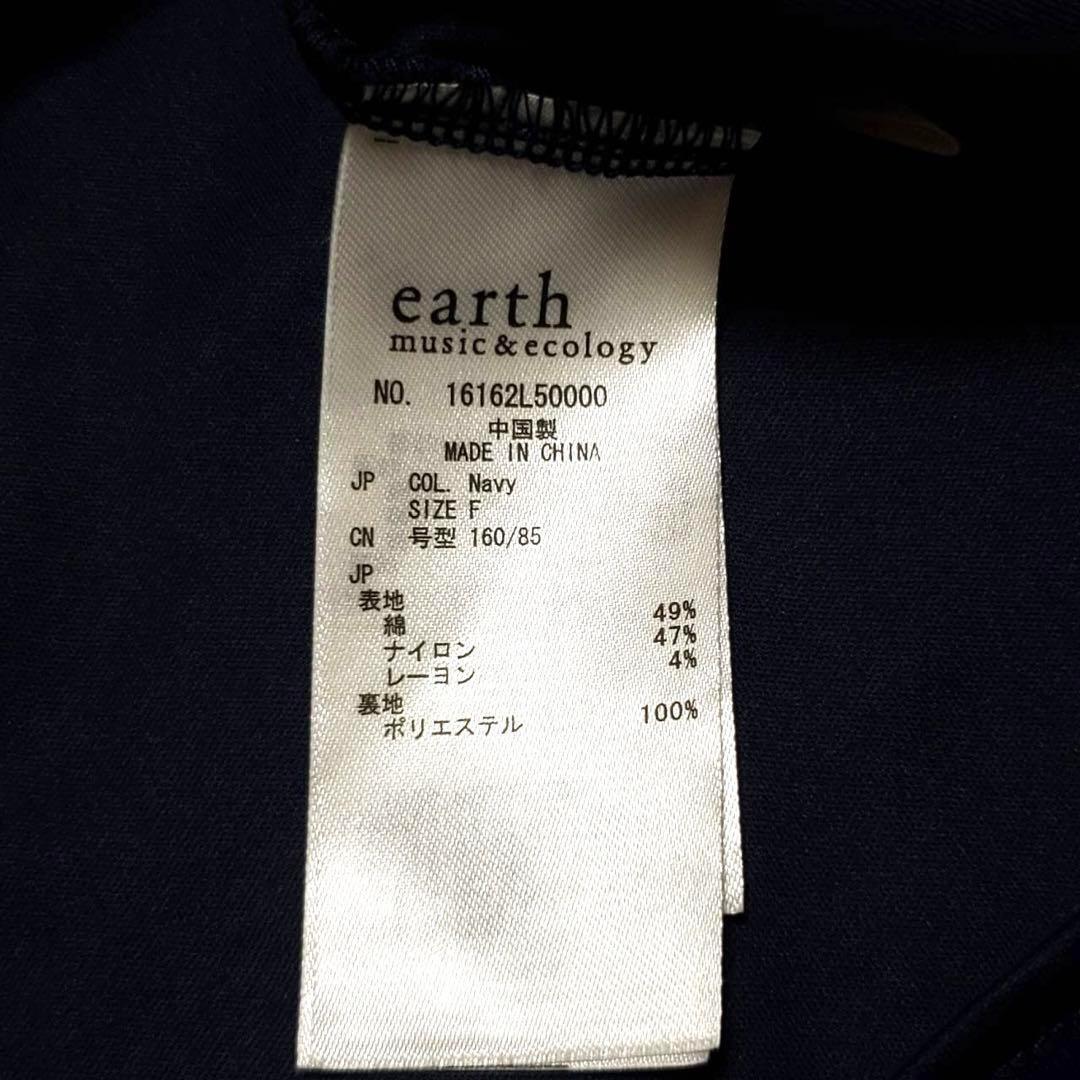 earth
music&ecology
NO. 16162L50000
中国製
MADE IN CHINA
JP COL. Navy
SIZE F
CN 号型 160/85
JP
表地
綿 49%
ナイロン 47%
レーヨン 4%
裏地
ポリエステル 100%